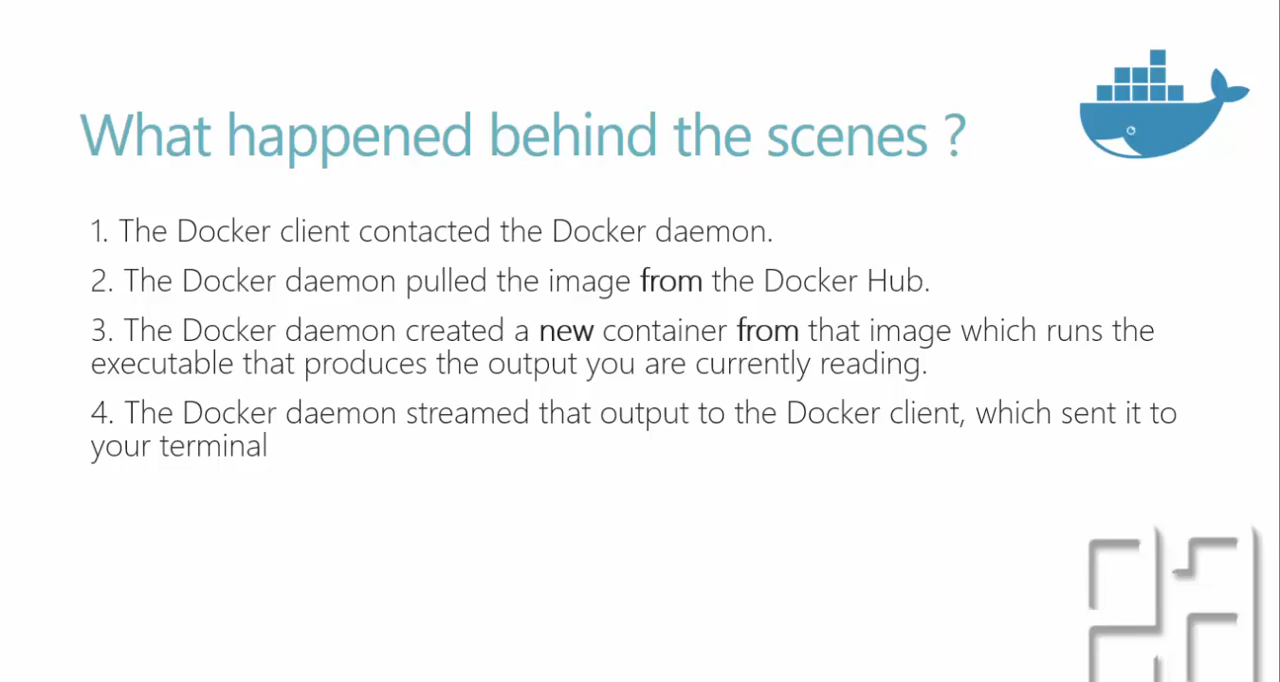 What happened behind the scenes ?
1. The Docker client contacted the Docker daemon.
2. The Docker daemon pulled the image from the Docker Hub.
3. The Docker daemon created a new container from that image which runs the
executable that produces the output you are currently reading.
4. The Docker daemon streamed that output to the Docker client, which sent it to
your terminal